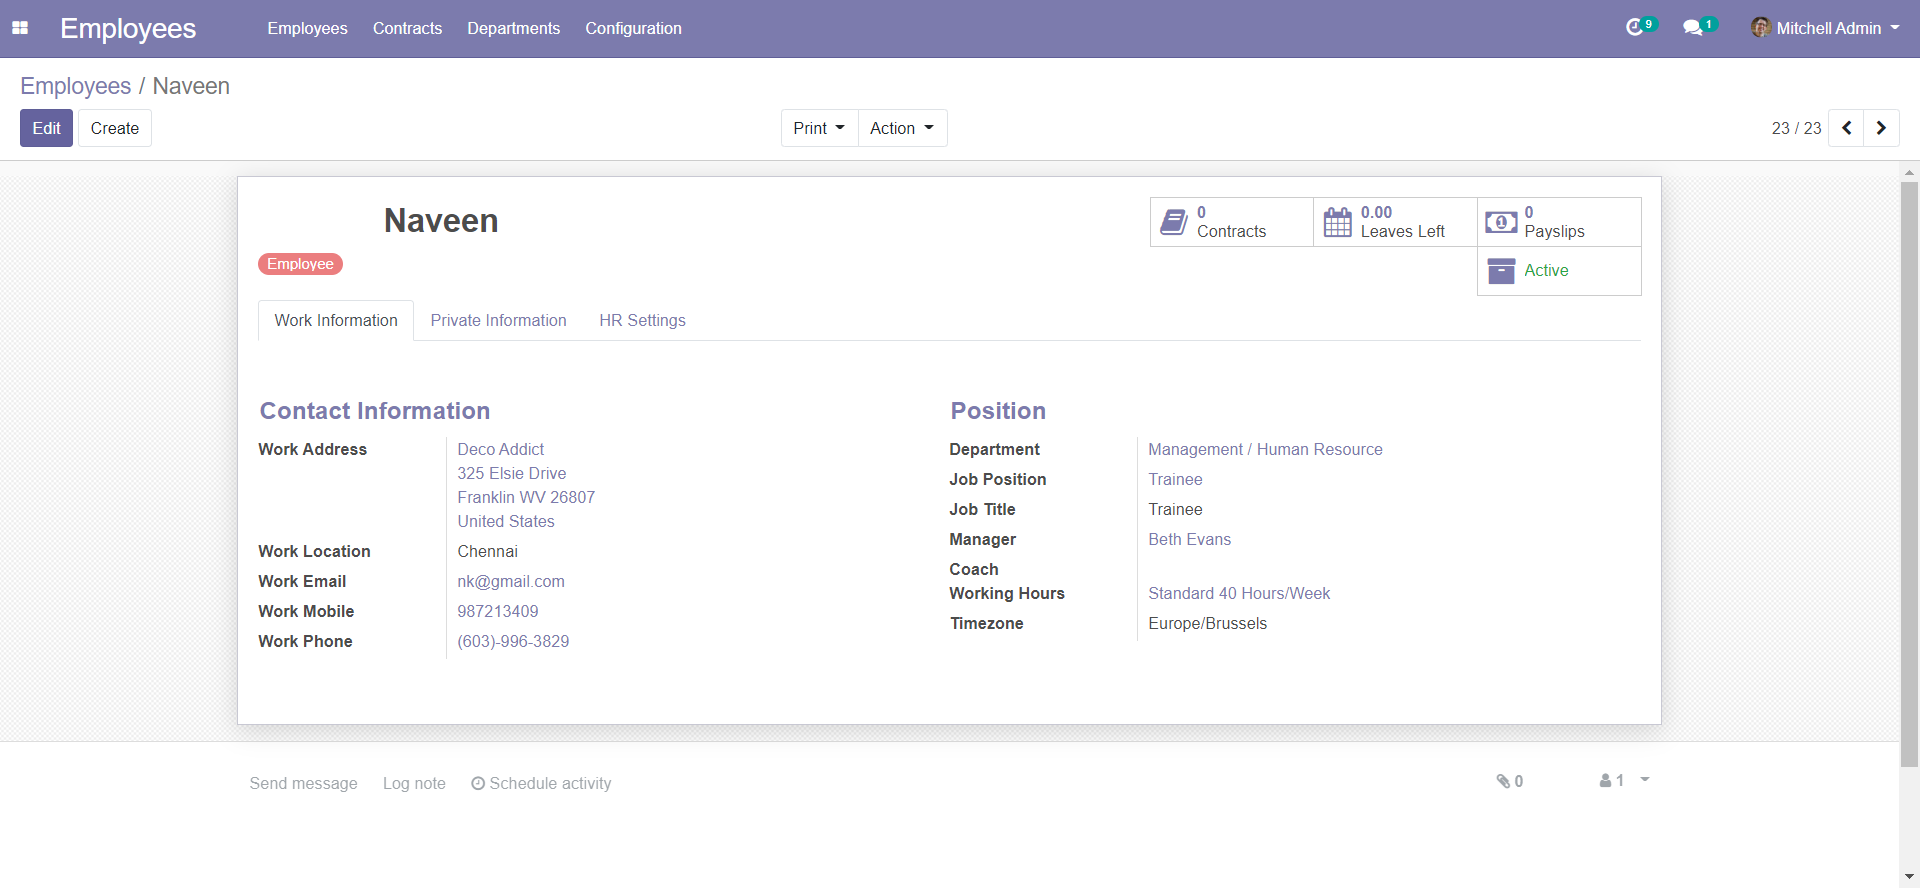 Employees
Employees Contracts Departments Configuration
9 1 Mitchell Admin
Employees / Naveen
Edit Create Print Action 23 / 23
Naveen
0 Contracts
0.00 Leaves Left
0 Payslips
Active
Employee
Work Information Private Information HR Settings
Contact Information
Work Address Deco Addict
325 Elsie Drive
Franklin WV 26807
United States
Work Location Chennai
Work Email nk@gmail.com
Work Mobile 987213409
Work Phone (603)-996-3829
Position
Department Management / Human Resource
Job Position Trainee
Job Title Trainee
Manager Beth Evans
Coach
Working Hours Standard 40 Hours/Week
Timezone Europe/Brussels
Send message Log note Schedule activity 0 1